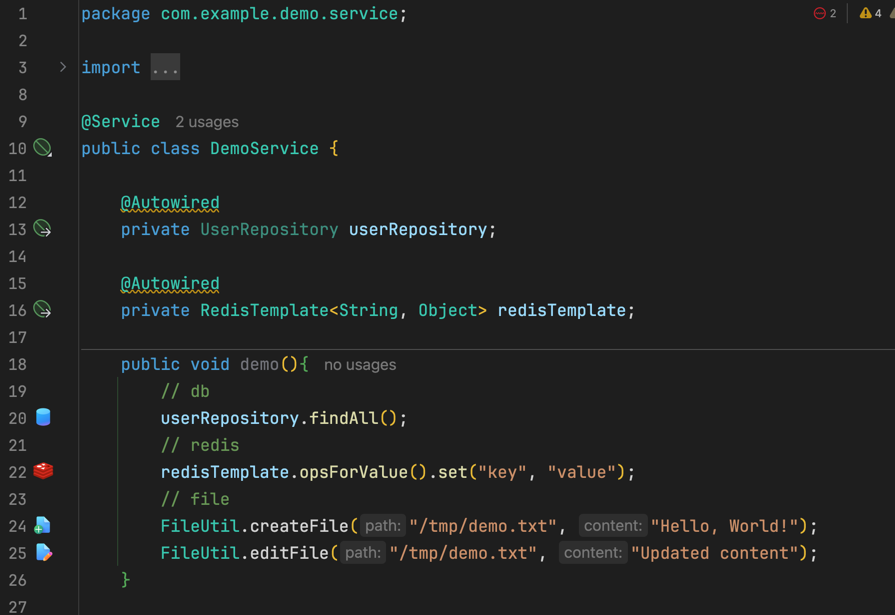 1 package com.example.demo.service; 2 4
2
3 import ...
8
9 @Service 2 usages
10 public class DemoService {
11
12 @Autowired
13 private UserRepository userRepository;
14
15 @Autowired
16 private RedisTemplate<String, Object> redisTemplate;
17
18 public void demo(){ no usages
19 // db
20 userRepository.findAll();
21 // redis
22 redisTemplate.opsForValue().set("key", "value");
23 // file
24 FileUtil.createFile( path: "/tmp/demo.txt", content: "Hello, World!");
25 FileUtil.editFile( path: "/tmp/demo.txt", content: "Updated content");
26 }
27